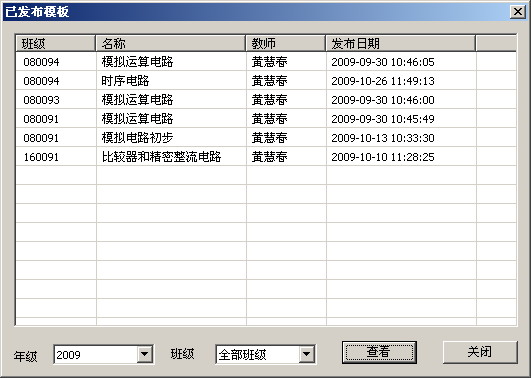 已发布模板
班级 名称 教师 发布日期
080094 模拟运算电路 黄慧春 2009-09-30 10:46:05
080094 时序电路 黄慧春 2009-10-26 11:49:13
080093 模拟运算电路 黄慧春 2009-09-30 10:46:00
080091 模拟运算电路 黄慧春 2009-09-30 10:45:49
080091 模拟电路初步 黄慧春 2009-10-13 10:33:30
160091 比较器和精密整流电路 黄慧春 2009-10-10 11:28:25
年级 2009 班级 全部班级 查看 关闭